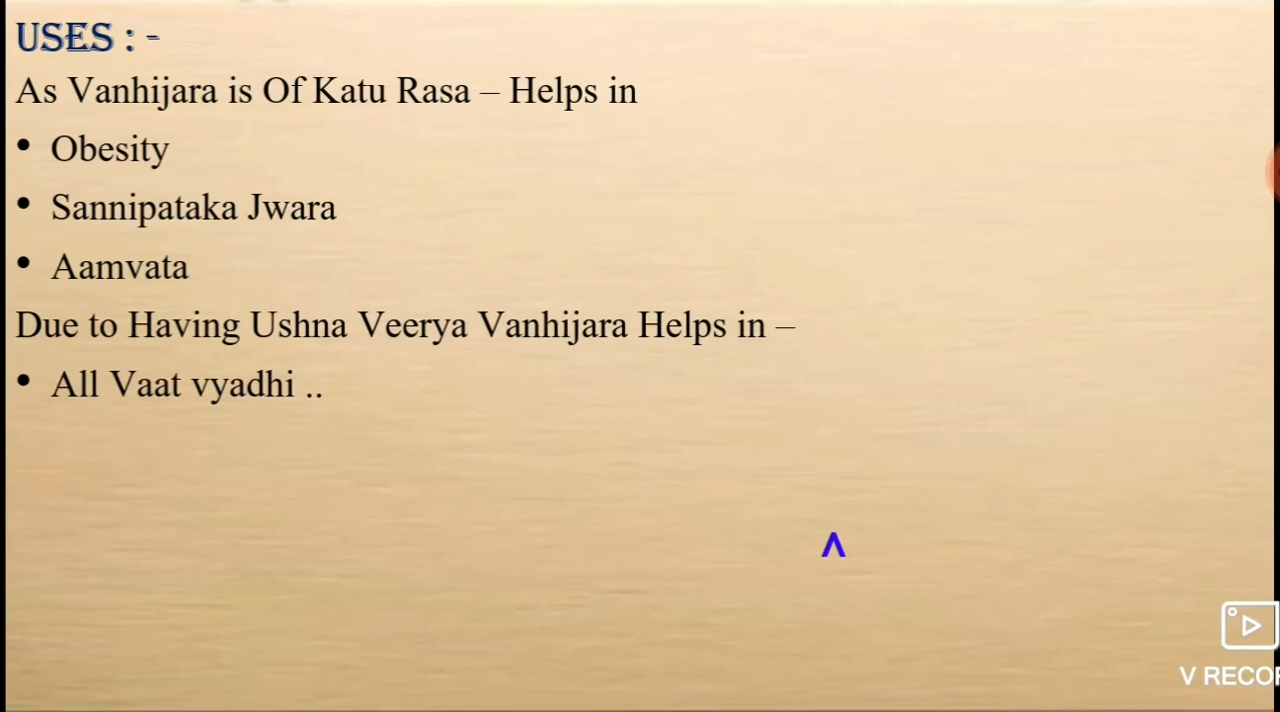 USES : -
As Vanhijara is Of Katu Rasa – Helps in
• Obesity
• Sannipataka Jwara
• Aamvata
Due to Having Ushna Veerya Vanhijara Helps in –
• All Vaat vyadhi ..
^
V RECOR